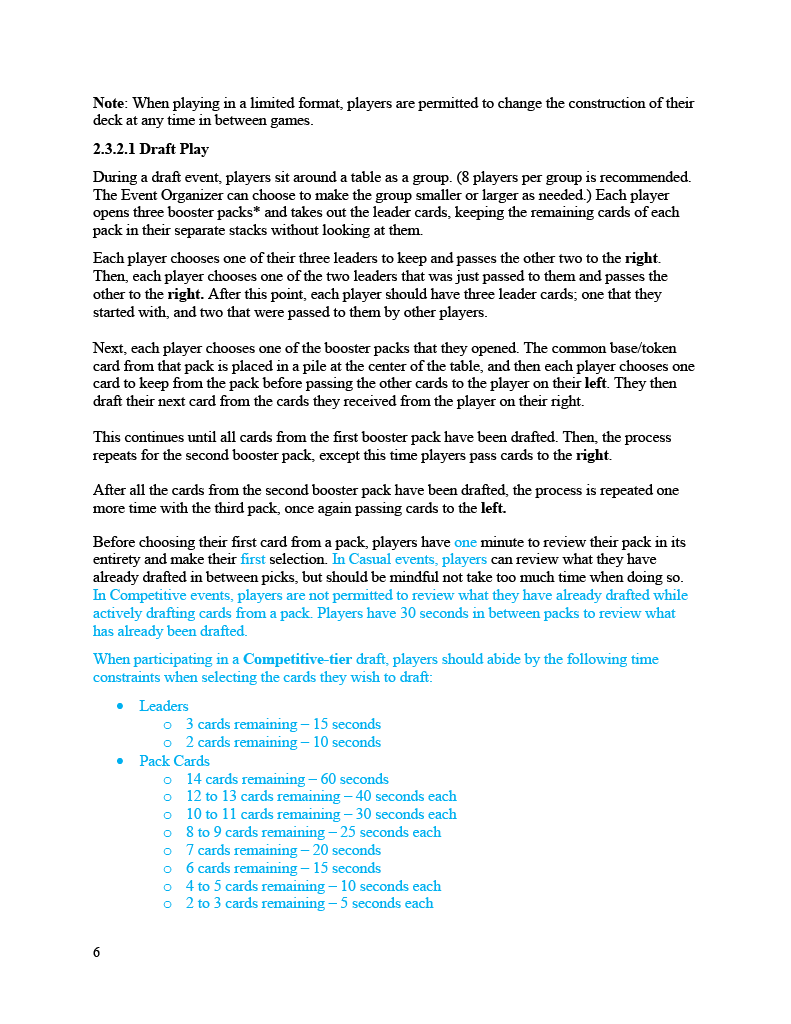 Note: When playing in a limited format, players are permitted to change the construction of their
deck at any time in between games.
2.3.2.1 Draft Play
During a draft event, players sit around a table as a group. (8 players per group is recommended.
The Event Organizer can choose to make the group smaller or larger as needed.) Each player
opens three booster packs* and takes out the leader cards, keeping the remaining cards of each
pack in their separate stacks without looking at them.
Each player chooses one of their three leaders to keep and passes the other two to the right.
Then, each player chooses one of the two leaders that was just passed to them and passes the
other to the right. After this point, each player should have three leader cards; one that they
started with, and two that were passed to them by other players.
Next, each player chooses one of the booster packs that they opened. The common base/token
card from that pack is placed in a pile at the center of the table, and then each player chooses one
card to keep from the pack before passing the other cards to the player on their left. They then
draft their next card from the cards they received from the player on their right.
This continues until all cards from the first booster pack have been drafted. Then, the process
repeats for the second booster pack, except this time players pass cards to the right.
After all the cards from the second booster pack have been drafted, the process is repeated one
more time with the third pack, once again passing cards to the left.
Before choosing their first card from a pack, players have one minute to review their pack in its
entirety and make their first selection. In Casual events, players can review what they have
already drafted in between picks, but should be mindful not take too much time when doing so.
In Competitive events, players are not permitted to review what they have already drafted while
actively drafting cards from a pack. Players have 30 seconds in between packs to review what
has already been drafted.
When participating in a Competitive-tier draft, players should abide by the following time
constraints when selecting the cards they wish to draft:
• Leaders
o 3 cards remaining – 15 seconds
o 2 cards remaining – 10 seconds
• Pack Cards
o 14 cards remaining – 60 seconds
o 12 to 13 cards remaining – 40 seconds each
o 10 to 11 cards remaining – 30 seconds each
o 8 to 9 cards remaining – 25 seconds each
o 7 cards remaining – 20 seconds
o 6 cards remaining – 15 seconds
o 4 to 5 cards remaining – 10 seconds each
o 2 to 3 cards remaining – 5 seconds each
6